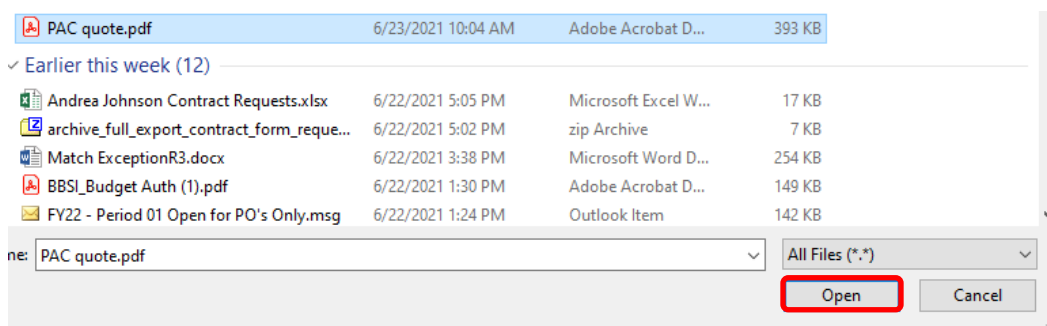 PAC quote.pdf 6/23/2021 10:04 AM Adobe Acrobat D... 393 KB
Earlier this week (12)
Andrea Johnson Contract Requests.xlsx 6/22/2021 5:05 PM Microsoft Excel W... 17 KB
archive_full_export_contract_form_reque... 6/22/2021 5:02 PM zip Archive 7 KB
Match ExceptionR3.docx 6/22/2021 3:38 PM Microsoft Word D... 254 KB
BBSI_Budget Auth (1).pdf 6/22/2021 1:30 PM Adobe Acrobat D... 149 KB
FY22 - Period 01 Open for PO's Only.msg 6/22/2021 1:24 PM Outlook Item 142 KB
me: PAC quote.pdf All Files (*.*)
Open Cancel